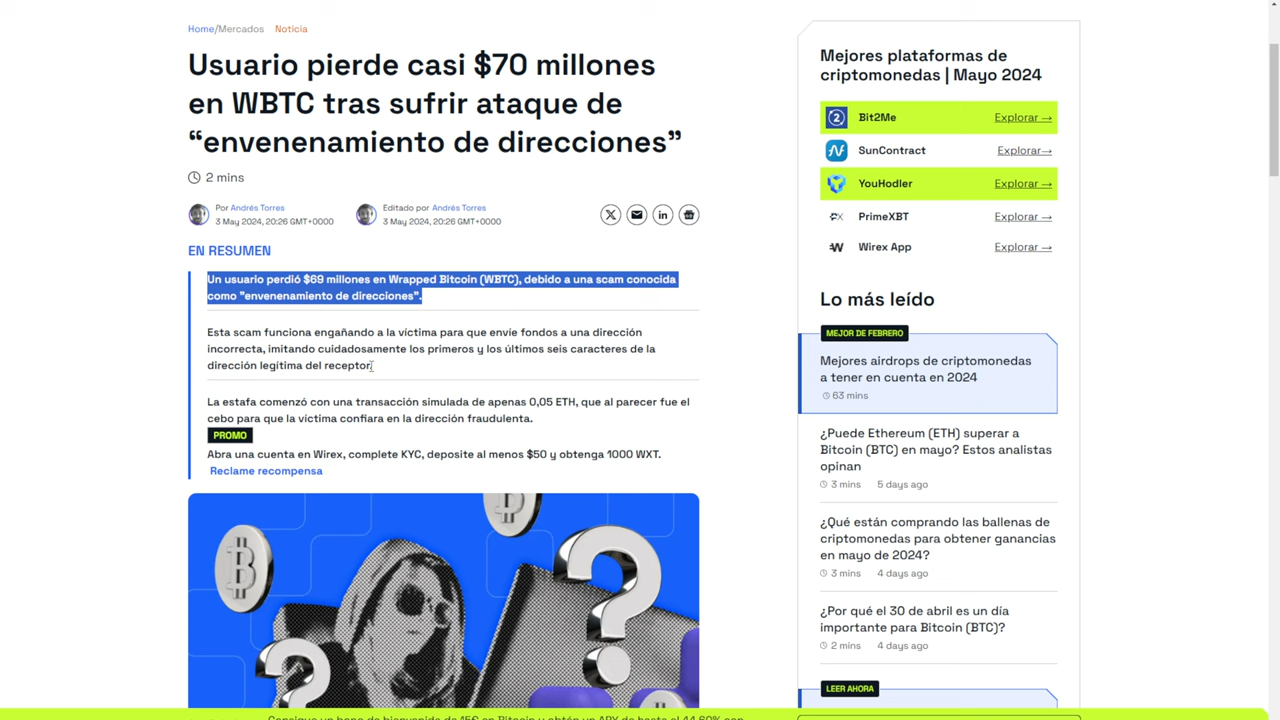 Home/Mercados Noticia
Usuario pierde casi $70 millones
en WBTC tras sufrir ataque de
“envenenamiento de direcciones”
2 mins
Por Andrés Torres
3 May 2024, 20:26 GMT+0000
Editado por Andrés Torres
3 May 2024, 20:26 GMT+0000
EN RESUMEN
Un usuario perdió $69 millones en Wrapped Bitcoin (WBTC), debido a una scam conocida
como "envenenamiento de direcciones".
Esta scam funciona engañando a la víctima para que envíe fondos a una dirección
incorrecta, imitando cuidadosamente los primeros y los últimos seis caracteres de la
dirección legítima del receptor.
La estafa comenzó con una transacción simulada de apenas 0,05 ETH, que al parecer fue el
cebo para que la víctima confiara en la dirección fraudulenta.
PROMO
Abra una cuenta en Wirex, complete KYC, deposite al menos $50 y obtenga 1000 WXT.
Reclame recompensa
Mejores plataformas de
criptomonedas | Mayo 2024
Bit2Me Explorar →
SunContract Explorar→
YouHodler Explorar →
PrimeXBT Explorar →
Wirex App Explorar →
Lo más leído
MEJOR DE FEBRERO
Mejores airdrops de criptomonedas
a tener en cuenta en 2024
63 mins
¿Puede Ethereum (ETH) superar a
Bitcoin (BTC) en mayo? Estos analistas
opinan
3 mins 5 days ago
¿Qué están comprando las ballenas de
criptomonedas para obtener ganancias
en mayo de 2024?
3 mins 4 days ago
¿Por qué el 30 de abril es un día
importante para Bitcoin (BTC)?
2 mins 4 days ago
LEER AHORA